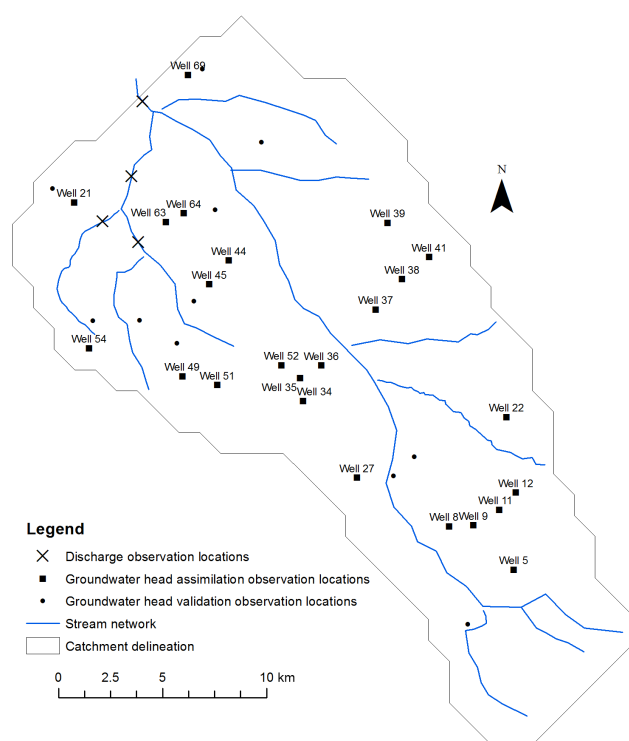 Well 69
N
Well 21
Well 63
Well 64
Well 39
Well 44
Well 41
Well 45
Well 38
Well 37
Well 54
Well 52
Well 36
Well 49
Well 51
Well 35
Well 34
Well 22
Well 27
Well 12
Well 11
Well 8
Well 9
Well 5
Legend
Discharge observation locations
Groundwater head assimilation observation locations
Groundwater head validation observation locations
Stream network
Catchment delineation
0 2.5 5 10 km